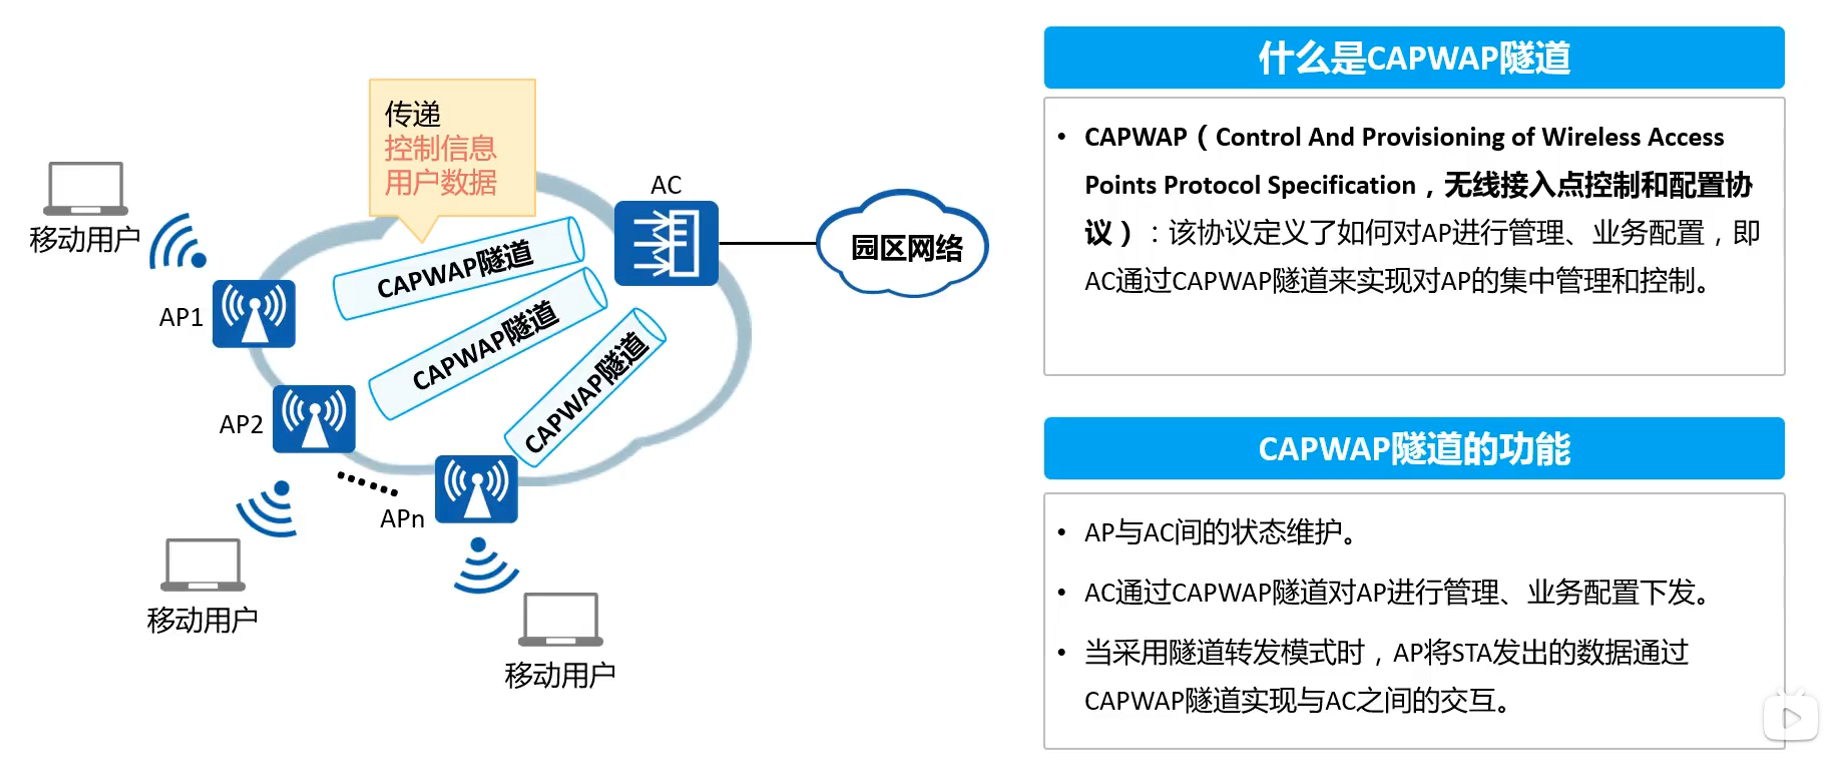 传递
控制信息
用户数据
AC
移动用户
CAPWAP隧道
园区网络
AP1
CAPWAP隧道
CAPWAP隧道
AP2
APn
移动用户
移动用户
什么是CAPWAP隧道
• CAPWAP（Control And Provisioning of Wireless Access
Points Protocol Specification，无线接入点控制和配置协
议）：该协议定义了如何对AP进行管理、业务配置，即
AC通过CAPWAP隧道来实现对AP的集中管理和控制。
CAPWAP隧道的功能
• AP与AC间的状态维护。
• AC通过CAPWAP隧道对AP进行管理、业务配置下发。
• 当采用隧道转发模式时，AP将STA发出的数据通过
CAPWAP隧道实现与AC之间的交互。